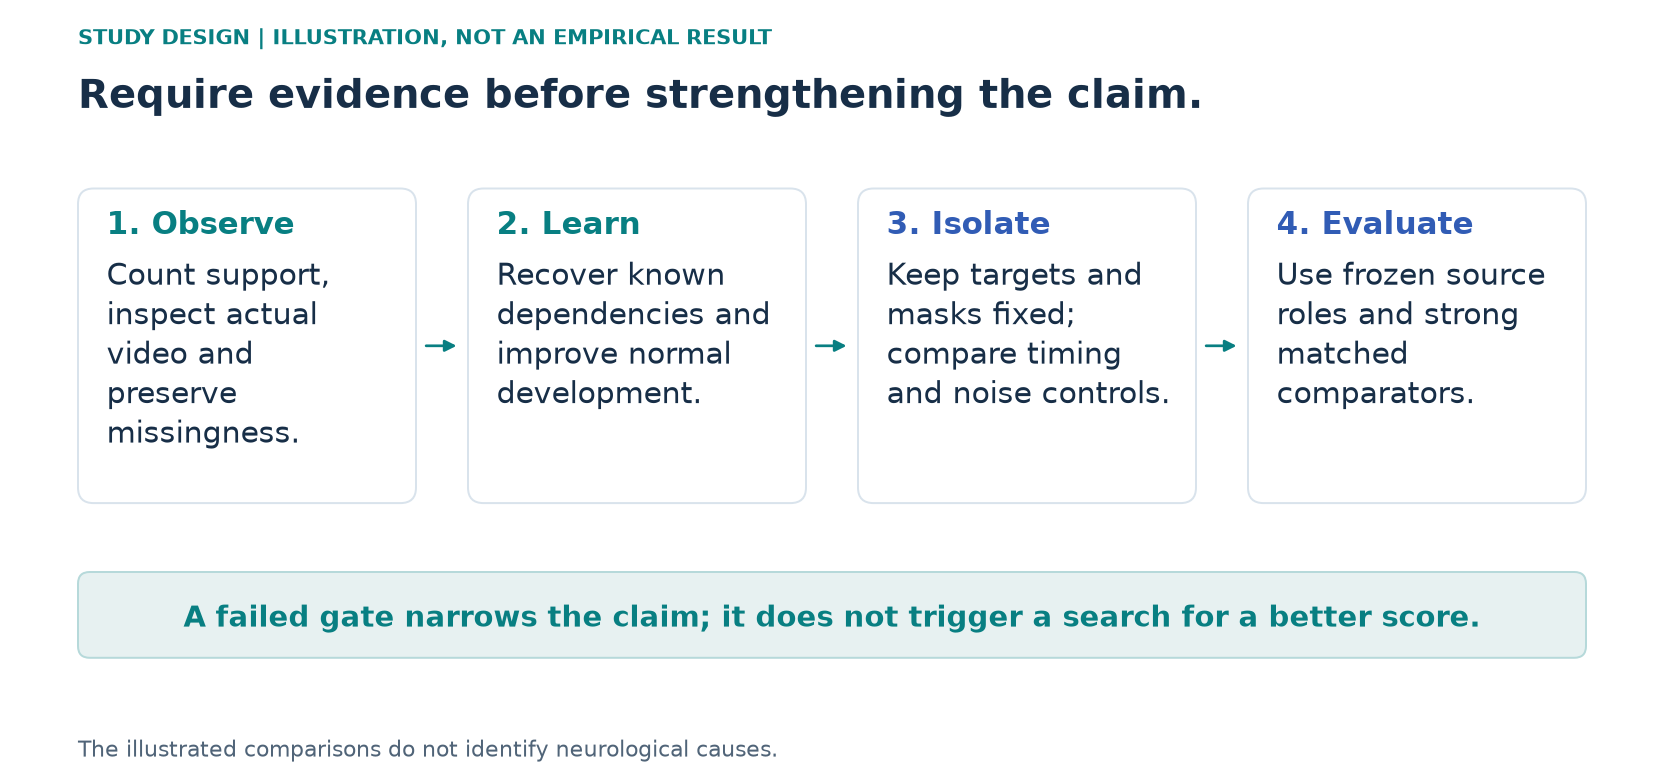 STUDY DESIGN | ILLUSTRATION, NOT AN EMPIRICAL RESULT
Require evidence before strengthening the claim.
1. Observe
Count support,
inspect actual
video and
preserve
missingness.
2. Learn
Recover known
dependencies and
improve normal
development.
3. Isolate
Keep targets and
masks fixed;
compare timing
and noise controls.
4. Evaluate
Use frozen source
roles and strong
matched
comparators.
A failed gate narrows the claim; it does not trigger a search for a better score.
The illustrated comparisons do not identify neurological causes.